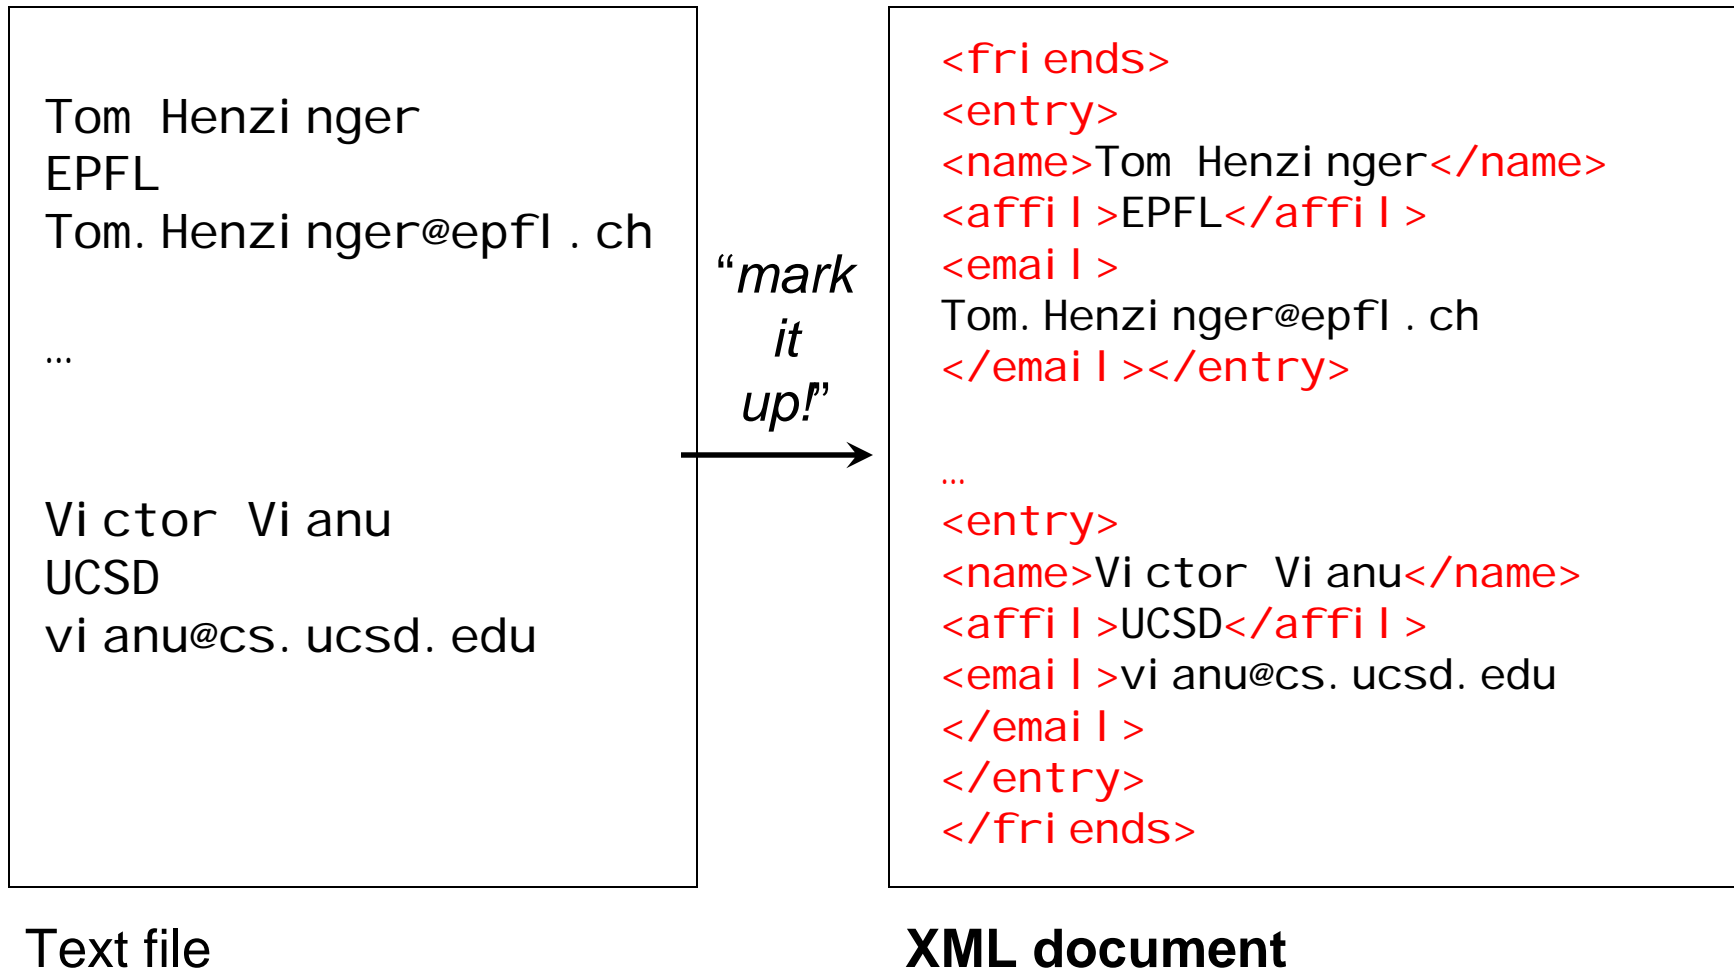 Tom Henzinger
EPFL
Tom.Henzinger@epfl.ch
…
Victor Vianu
UCSD
vianu@cs.ucsd.edu
“mark
it
up!”
<friends>
<entry>
<name>Tom Henzinger</name>
<affil>EPFL</affil>
<email>
Tom.Henzinger@epfl.ch
</email></entry>
…
<entry>
<name>Victor Vianu</name>
<affil>UCSD</affil>
<email>vianu@cs.ucsd.edu
</email>
</entry>
</friends>
Text file
XML document